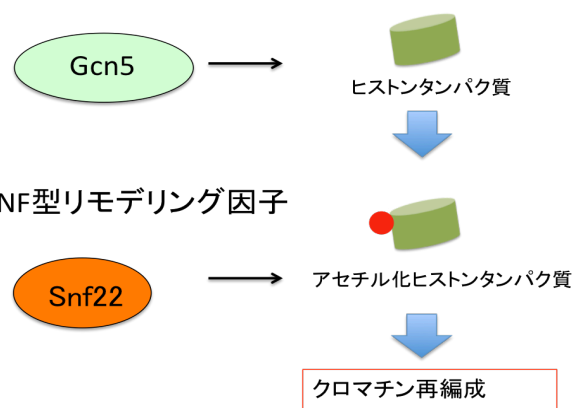 Gcn5
ヒストンタンパク質
NF型リモデリング因子
アセチル化ヒストンタンパク質
Snf22
クロマチン再編成